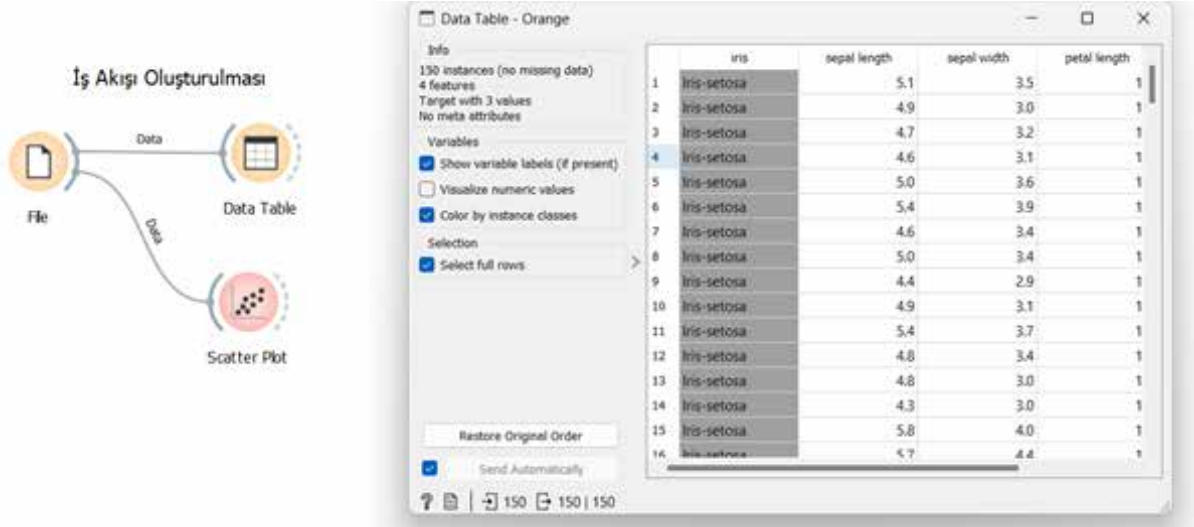 İş Akışı Oluşturulması
File
Data
Data Table
Data
Scatter Plot
Data Table - Orange
Info
150 instances (no missing data)
4 features
Target with 3 values
No meta attributes
Variables
Show variable labels (if present)
Visualize numeric values
Color by instance classes
Selection
Select full rows
Restore Original Order
Send Automatically
? 150 150 | 150
iris sepal length sepal width petal length
1 Iris-setosa 5.1 3.5 1
2 Iris-setosa 4.9 3.0 1
3 Iris-setosa 4.7 3.2 1
4 Iris-setosa 4.6 3.1 1
5 Iris-setosa 5.0 3.6 1
6 Iris-setosa 5.4 3.9 1
7 Iris-setosa 4.6 3.4 1
8 Iris-setosa 5.0 3.4 1
9 Iris-setosa 4.4 2.9 1
10 Iris-setosa 4.9 3.1 1
11 Iris-setosa 5.4 3.7 1
12 Iris-setosa 4.8 3.4 1
13 Iris-setosa 4.8 3.0 1
14 Iris-setosa 4.3 3.0 1
15 Iris-setosa 5.8 4.0 1
16 Iris-setosa 5.7 4.4 1